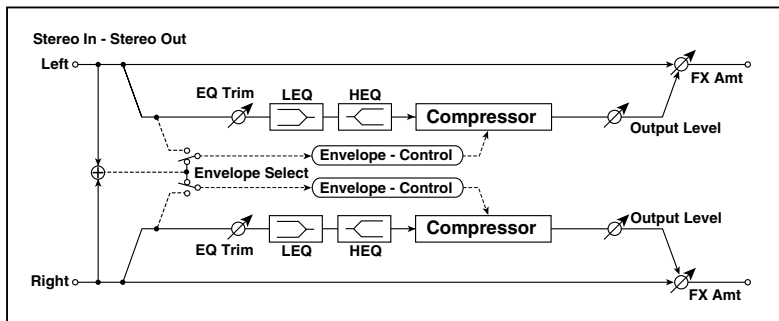 Stereo In - Stereo Out
Left
FX Amt
EQ Trim
LEQ
HEQ
Compressor
Output Level
Envelope - Control
Envelope Select
Envelope - Control
Output Level
EQ Trim
LEQ
HEQ
Compressor
Right
FX Amt